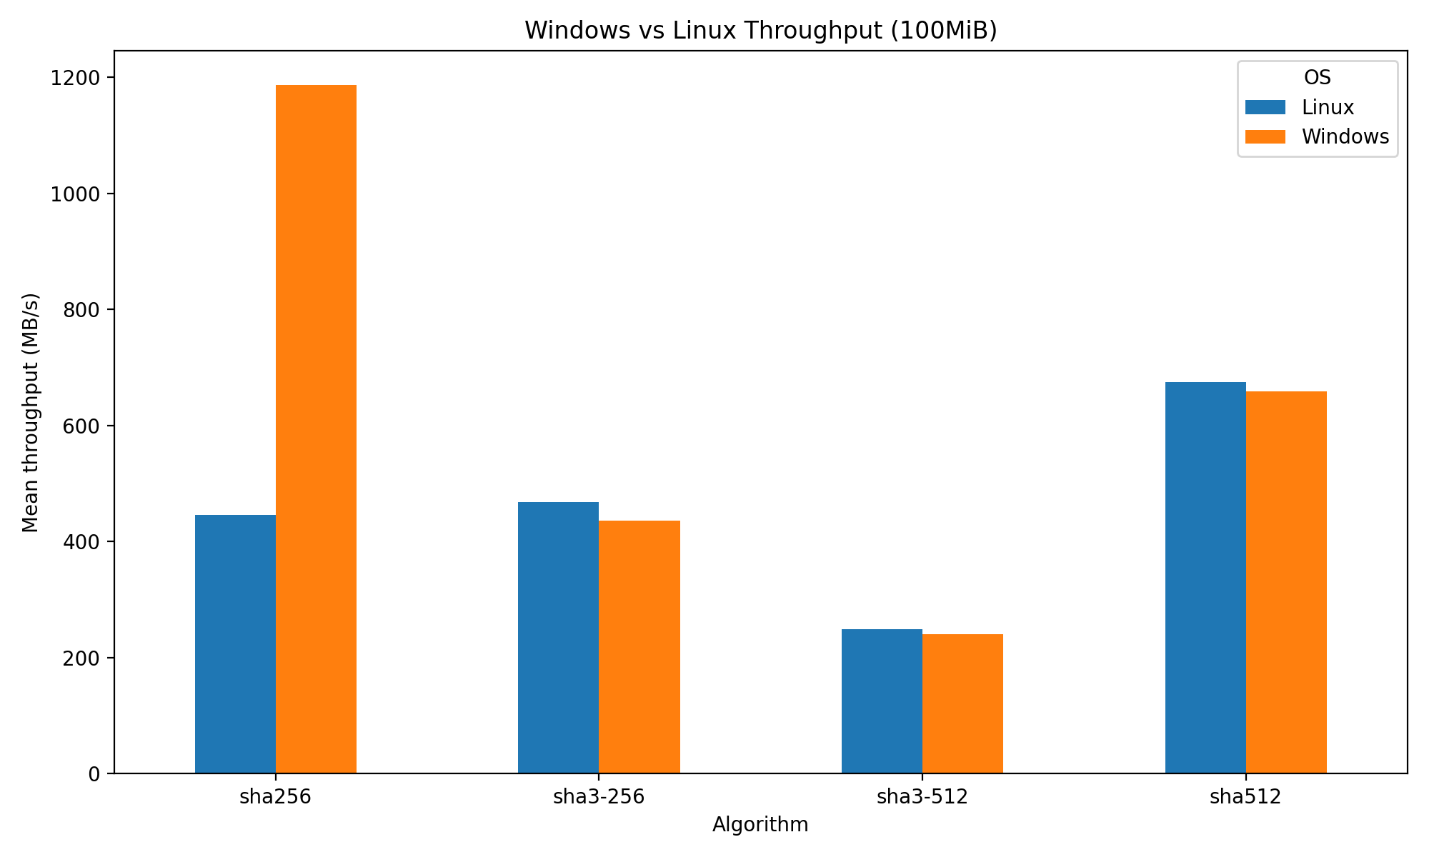 Windows vs Linux Throughput (100MiB)
OS
Linux
Windows
1200
1000
800
600
400
200
0
Mean throughput (MB/s)
sha256
sha3-256
sha3-512
sha512
Algorithm